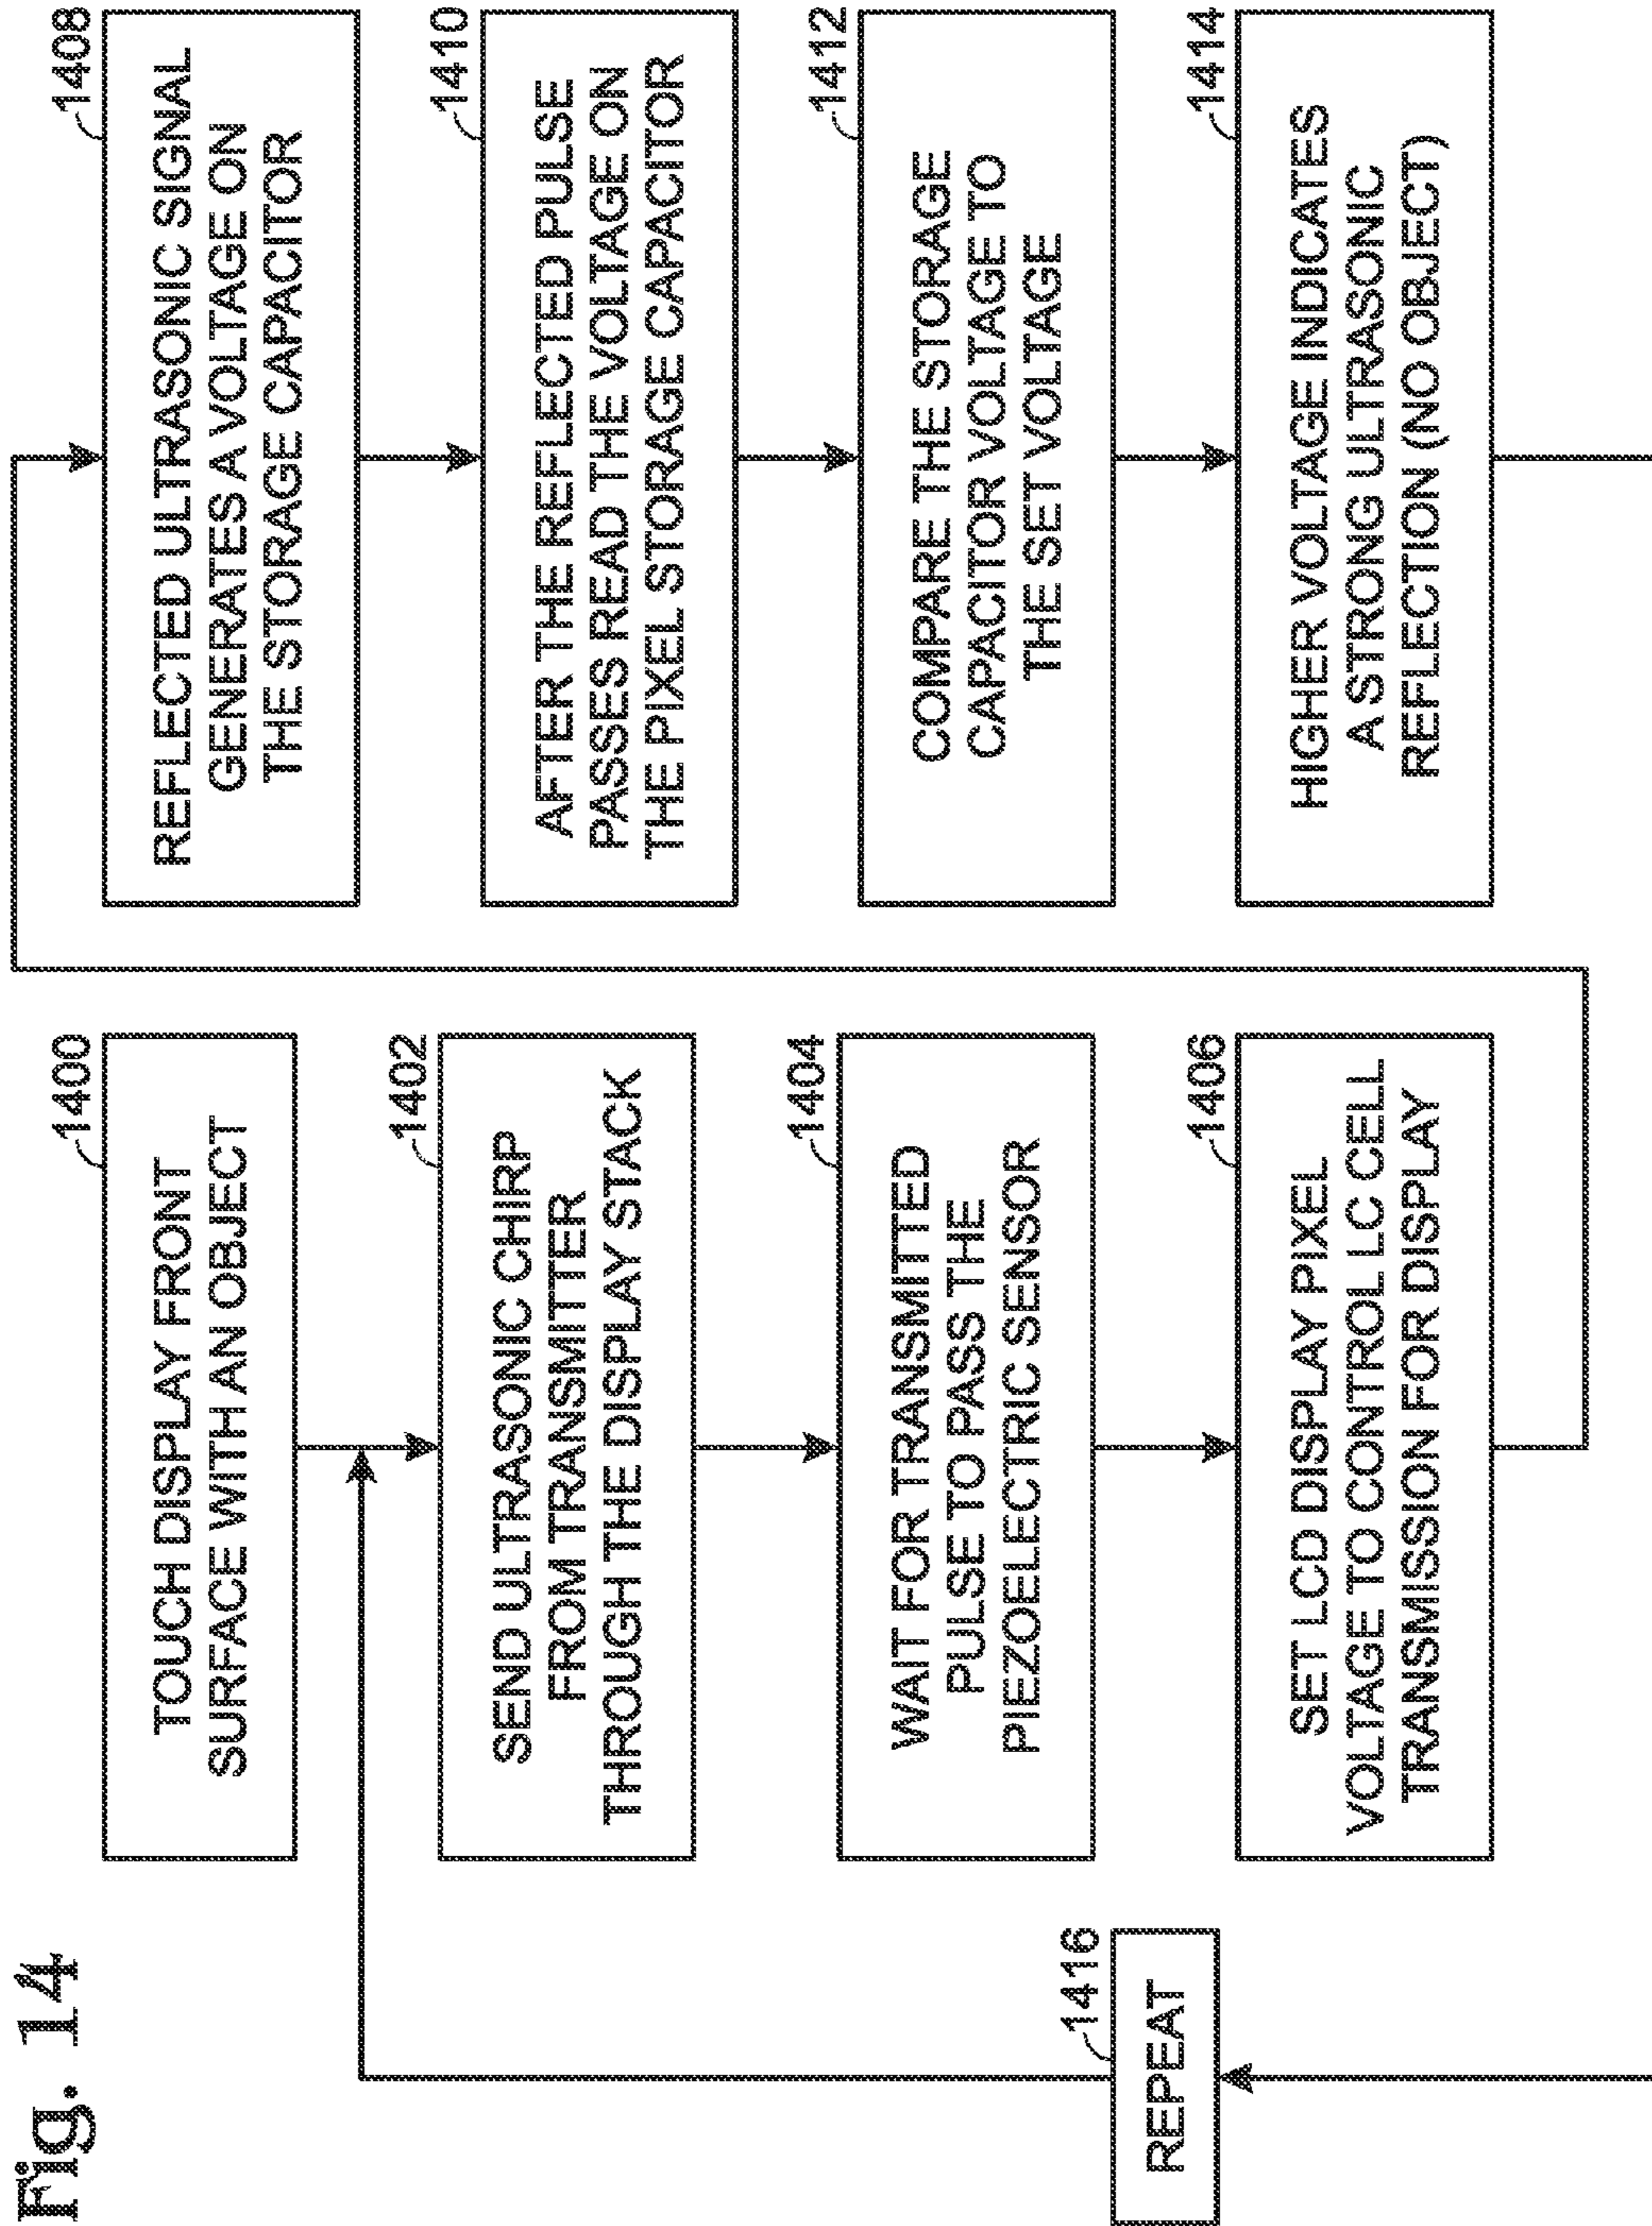 Fig. 14
1400
TOUCH DISPLAY FRONT
SURFACE WITH AN OBJECT
1402
SEND ULTRASONIC CHIRP
FROM TRANSMITTER
THROUGH THE DISPLAY STACK
1404
WAIT FOR TRANSMITTED
PULSE TO PASS THE
PIEZOELECTRIC SENSOR
1406
SET LCD DISPLAY PIXEL
VOLTAGE TO CONTROL LC CELL
TRANSMISSION FOR DISPLAY
1408
REFLECTED ULTRASONIC SIGNAL
GENERATES A VOLTAGE ON
THE STORAGE CAPACITOR
1410
AFTER THE REFLECTED PULSE
PASSES READ THE VOLTAGE ON
THE PIXEL STORAGE CAPACITOR
1412
COMPARE THE STORAGE
CAPACITOR VOLTAGE TO
THE SET VOLTAGE
1414
HIGHER VOLTAGE INDICATES
A STRONG ULTRASONIC
REFLECTION (NO OBJECT)
1416
REPEAT